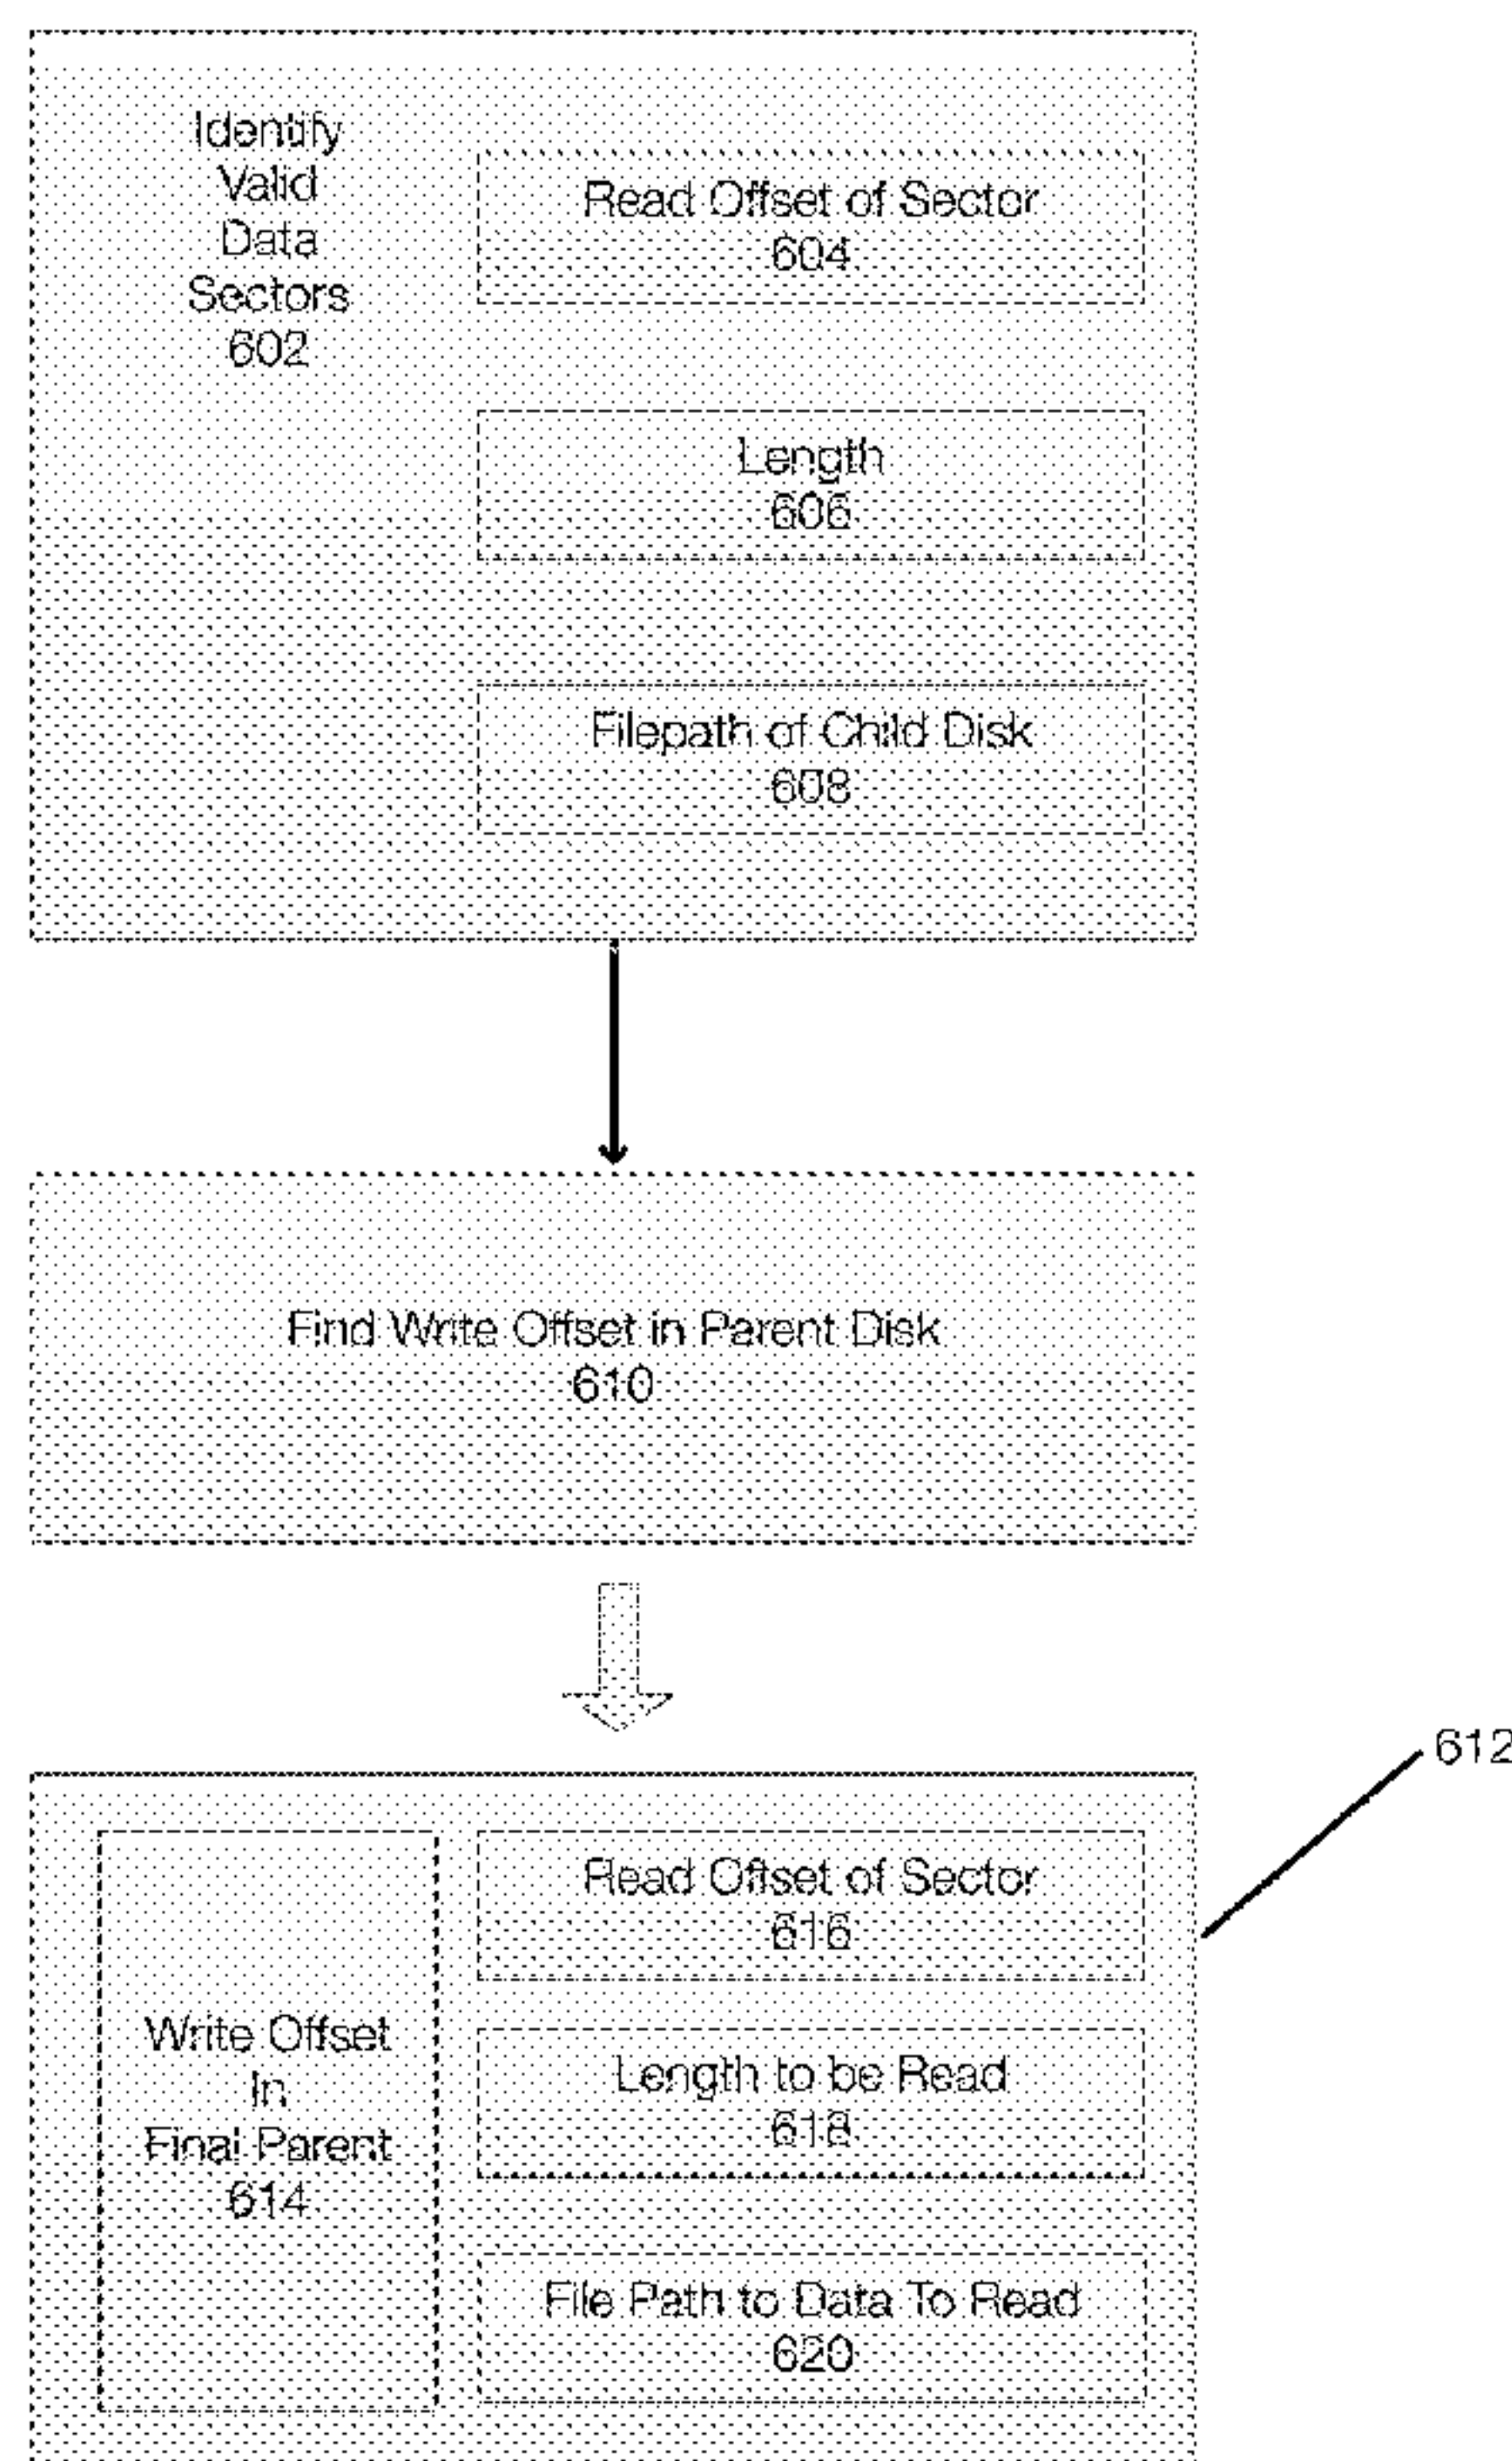 Identify
Valid
Data
Sectors
602
Read Offset of Sector
604
Length
606
Filepath of Child Disk
608
Find Write Offset in Parent Disk
610
612
Write Offset
In
Final Parent
614
Read Offset of Sector
616
Length to be Read
618
File Path to Data To Read
620